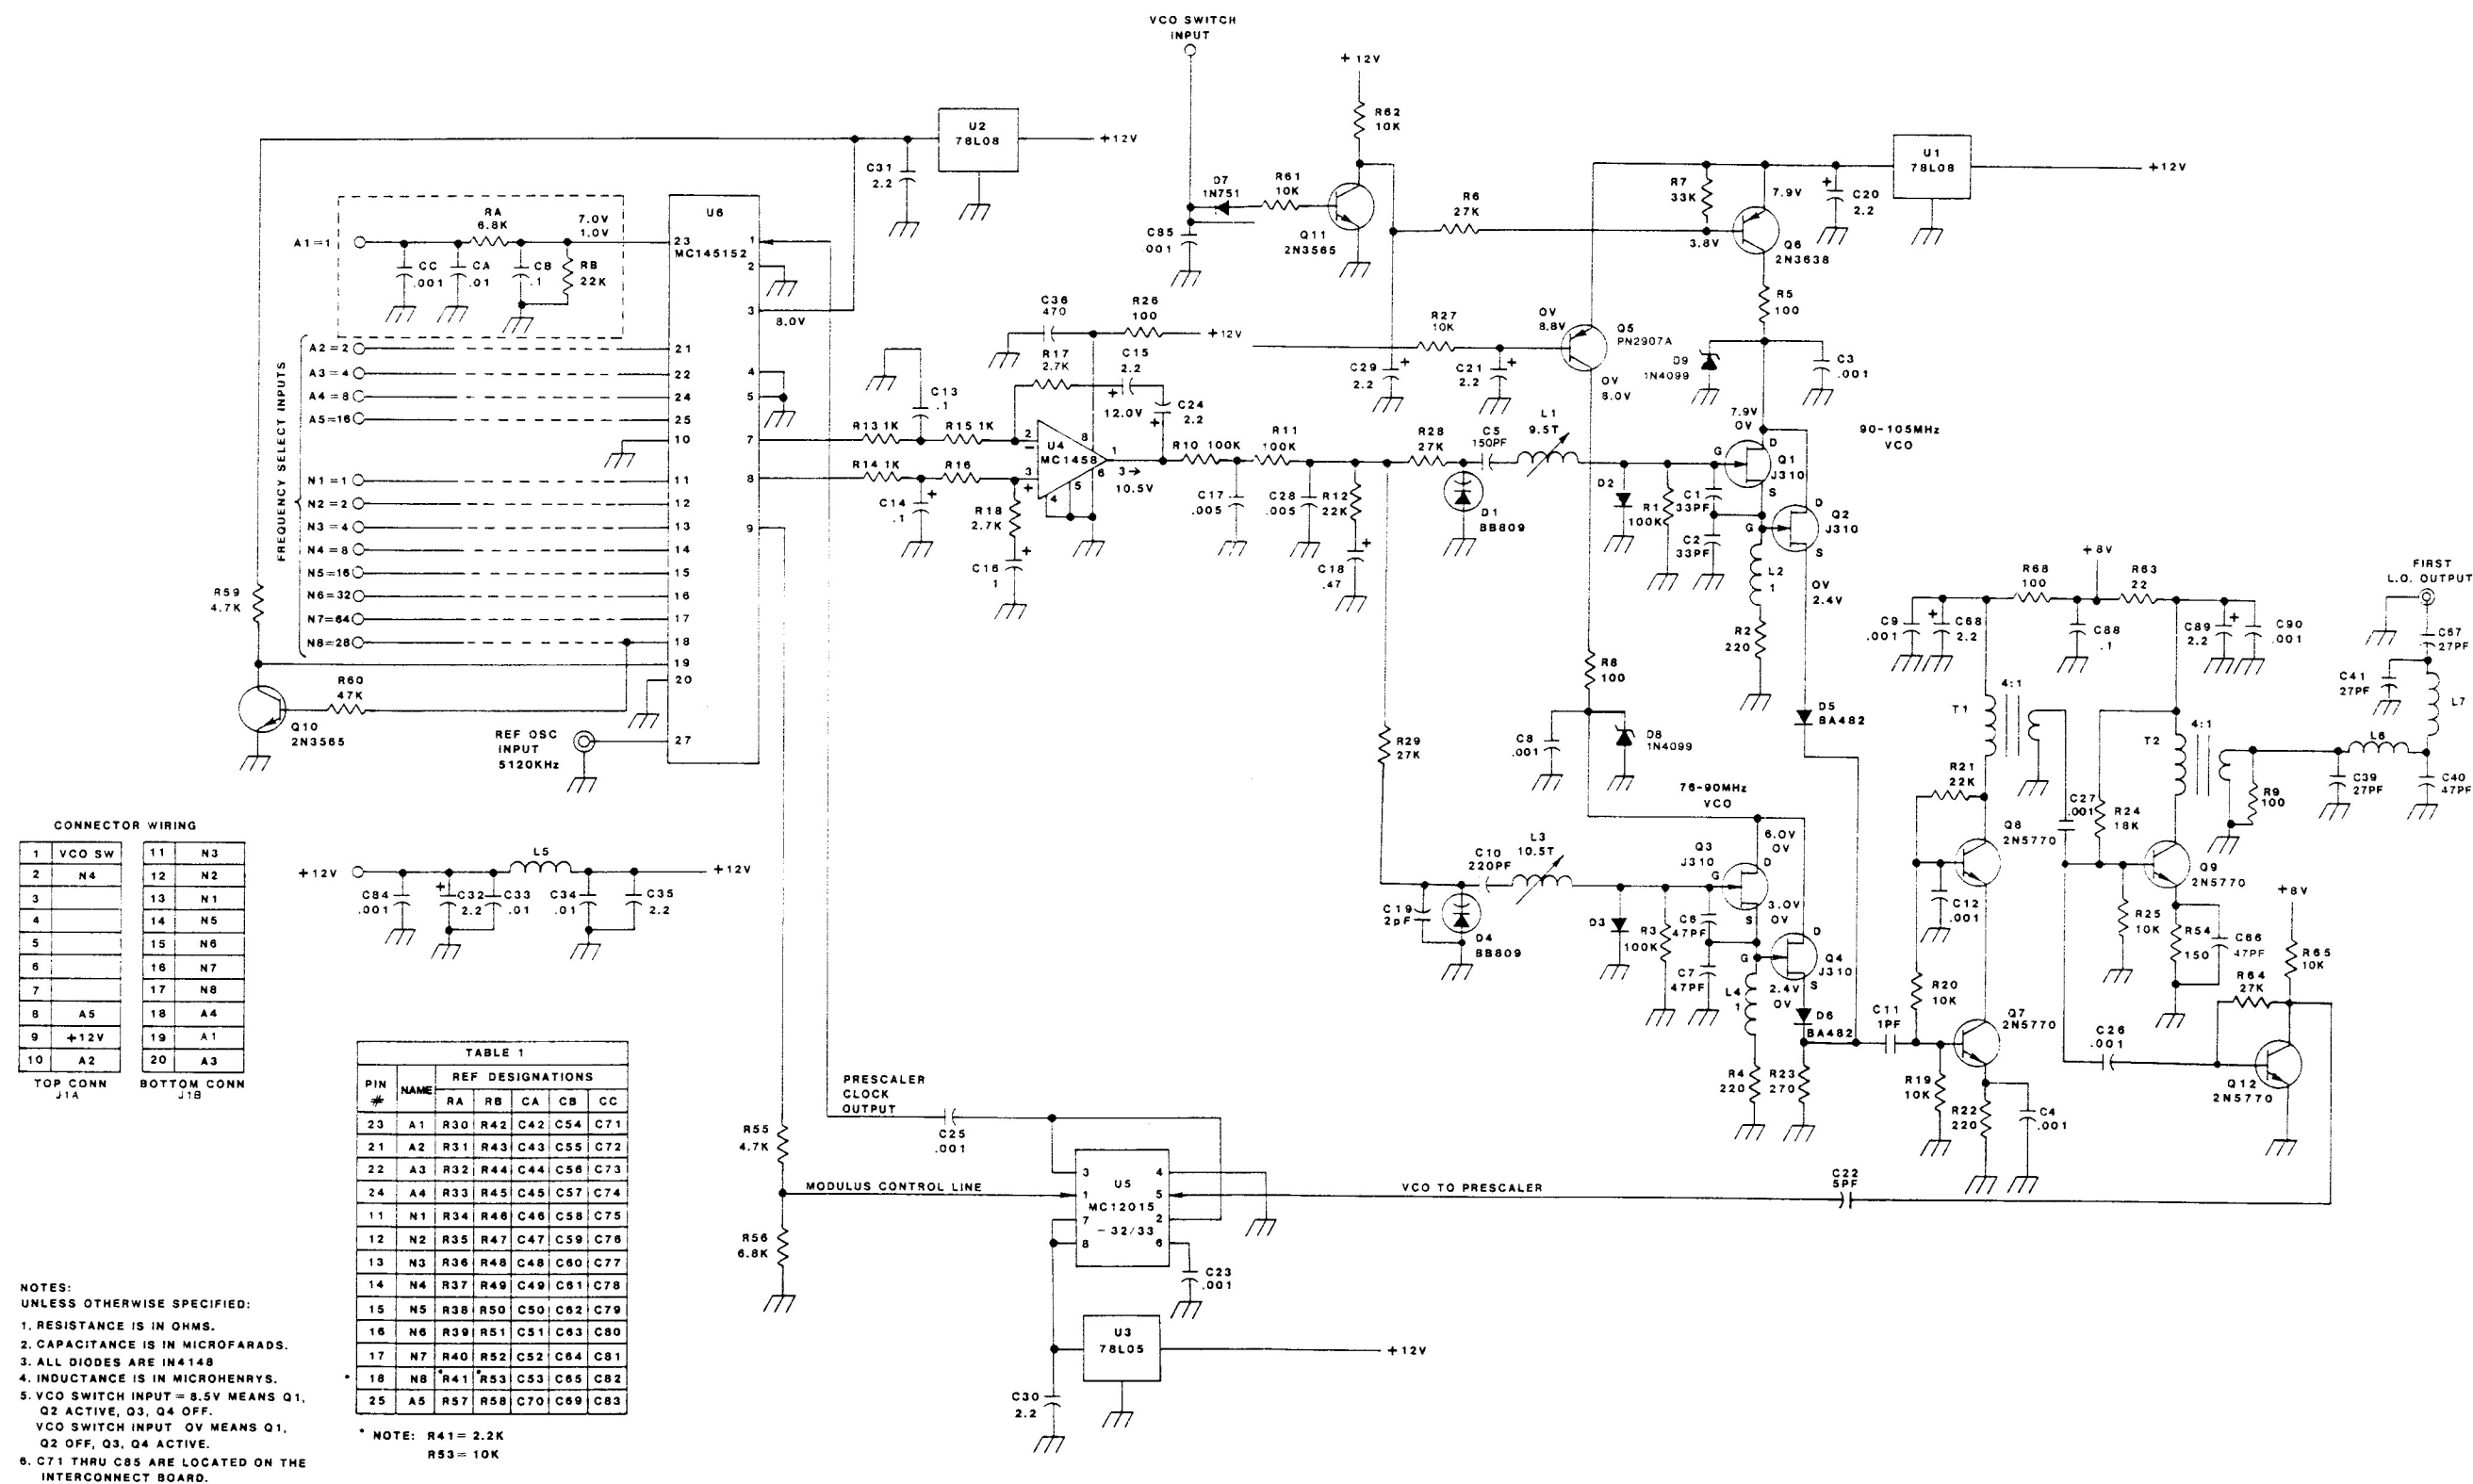 VCO SWITCH
INPUT
+ 12V
R62
10K
U2
78L08
+12V
C31
2.2
U1
78L08
+12V
D7
1N751
R61
10K
R7
33K
7.9V
C20
2.2
R6
27K
3.8V
Q6
2N3638
C85
001
Q11
2N3565
R5
100
A1=1
RA
6.8K
7.0V
1.0V
CC
.001
CA
.01
CB
.1
RB
22K
U6
MC145152
23
1
2
3
8.0V
FREQUENCY SELECT INPUTS
A2=2
21
A3=4
22
A4=8
24
A5=16
25
10
N1=1
11
N2=2
12
N3=4
13
N4=8
14
N5=16
15
N6=32
16
N7=64
17
N8=28
18
19
20
27
4
5
7
8
9
R59
4.7K
R60
47K
Q10
2N3565
REF OSC
INPUT
5120KHz
C36
470
R26
100
+12V
R17
2.7K
C15
2.2
+
12.0V
C24
2.2
+
C13
.1
R13 1K
R15 1K
R14 1K
R16
C14
.1
+
R18
2.7K
C16
1
+
2
−
3
+
U4
MC1458
8
1
6
5
4
3→
10.5V
R10 100K
R11
100K
C17
.005
C28
.005
R12
22K
C18
.47
+
R27
10K
C29
2.2
+
C21
2.2
+
0V
8.8V
Q5
PN2907A
0V
8.0V
D9
1N4099
C3
.001
R28
27K
C5
150PF
L1
9.5T
D1
BB809
D2
R1
100K
C1
33PF
C2
33PF
7.9V
0V
D
G
Q1
J310
S
90-105MHz
VCO
D
G
Q2
J310
S
L2
1
R2
220
0V
2.4V
D5
BA482
R8
100
C8
.001
D8
1N4099
R29
27K
76-90MHz
VCO
C10
220PF
L3
10.5T
C19
2pF
D4
BB809
D3
R3
100K
C6
47PF
C7
47PF
6.0V
0V
Q3
J310
D
G
S
3.0V
0V
D
G
Q4
J310
S
2.4V
0V
L4
1
R4
220
D6
BA482
R23
270
C11
1PF
C9
.001
C68
2.2
+
R68
100
+8V
R63
22
C88
.1
C89
2.2
+
C90
.001
FIRST
L.O. OUTPUT
C67
27PF
C41
27PF
L7
L6
C39
27PF
C40
47PF
R9
100
4:1
T1
4:1
T2
R21
22K
Q8
2N5770
C12
.001
C27
.001
R24
18K
Q9
2N5770
R25
10K
R54
150
C66
47PF
+8V
R65
10K
R64
27K
R20
10K
Q7
2N5770
R19
10K
R22
220
C4
.001
C26
.001
Q12
2N5770
CONNECTOR WIRING
1 VCO SW 11 N3
2 N4 12 N2
3 13 N1
4 14 N5
5 15 N6
6 16 N7
7 17 N8
8 A5 18 A4
9 +12V 19 A1
10 A2 20 A3
TOP CONN
J1A
BOTTOM CONN
J1B
+12V
L5
+12V
C84
.001
+
C32
2.2
C33
.01
C34
.01
C35
2.2
TABLE 1
PIN
#
NAME
REF DESIGNATIONS
RA RB CA CB CC
23 A1 R30 R42 C42 C54 C71
21 A2 R31 R43 C43 C55 C72
22 A3 R32 R44 C44 C56 C73
24 A4 R33 R45 C45 C57 C74
11 N1 R34 R46 C46 C58 C75
12 N2 R35 R47 C47 C59 C76
13 N3 R36 R48 C48 C60 C77
14 N4 R37 R49 C49 C61 C78
15 N5 R38 R50 C50 C62 C79
16 N6 R39 R51 C51 C63 C80
17 N7 R40 R52 C52 C64 C81
* 18 N8 *R41 *R53 C53 C65 C82
25 A5 R57 R58 C70 C69 C83
* NOTE: R41= 2.2K
R53= 10K
PRESCALER
CLOCK
OUTPUT
C25
.001
R55
4.7K
MODULUS CONTROL LINE
R56
6.8K
3
1
7
8
U5
MC12015
-32/33
4
5
2
6
VCO TO PRESCALER
C22
5PF
C23
.001
U3
78L05
+12V
C30
2.2
NOTES:
UNLESS OTHERWISE SPECIFIED:
1. RESISTANCE IS IN OHMS.
2. CAPACITANCE IS IN MICROFARADS.
3. ALL DIODES ARE IN4148
4. INDUCTANCE IS IN MICROHENRYS.
5. VCO SWITCH INPUT = 8.5V MEANS Q1,
Q2 ACTIVE, Q3, Q4 OFF.
VCO SWITCH INPUT 0V MEANS Q1,
Q2 OFF, Q3, Q4 ACTIVE.
6. C71 THRU C85 ARE LOCATED ON THE
INTERCONNECT BOARD.